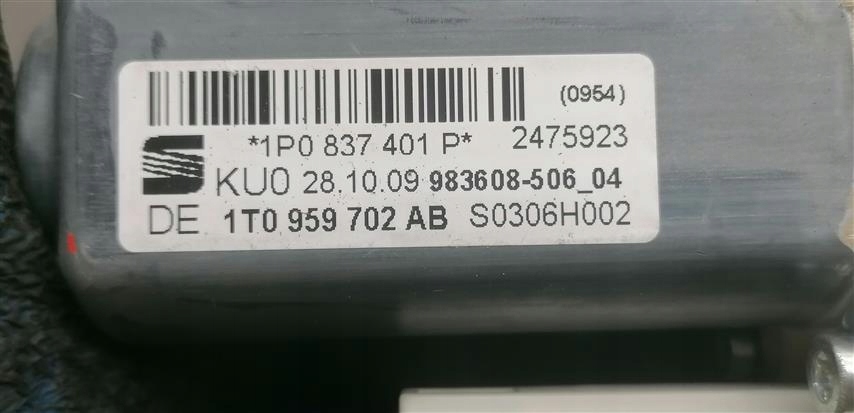 (0954)
*1P0 837 401 P* 2475923
KU0 28.10.09 983608-506_04
DE 1T0 959 702 AB S0306H002